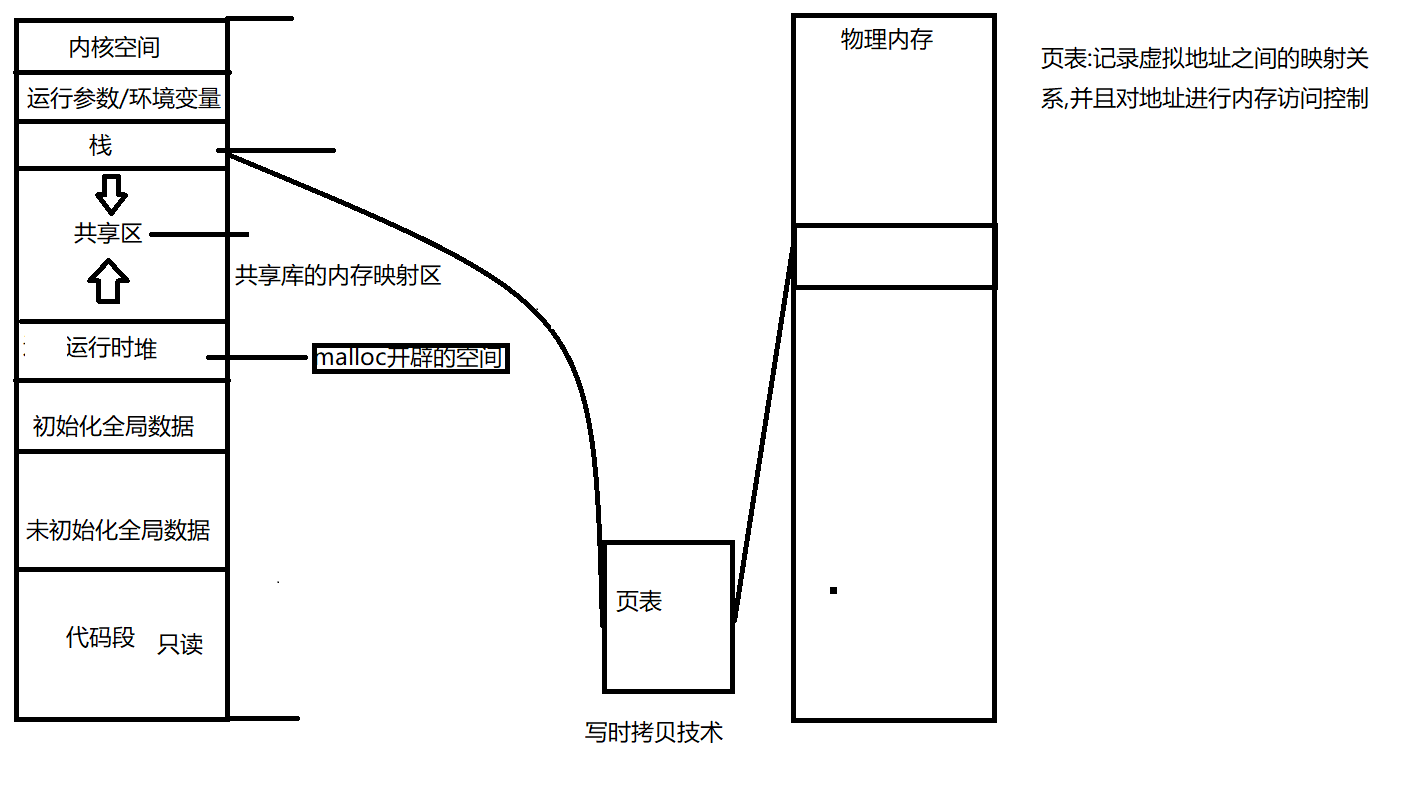 内核空间
运行参数/环境变量
栈
共享区
共享库的内存映射区
运行时堆
malloc开辟的空间
初始化全局数据
未初始化全局数据
代码段 只读
页表
写时拷贝技术
物理内存
页表:记录虚拟地址之间的映射关
系,并且对地址进行内存访问控制